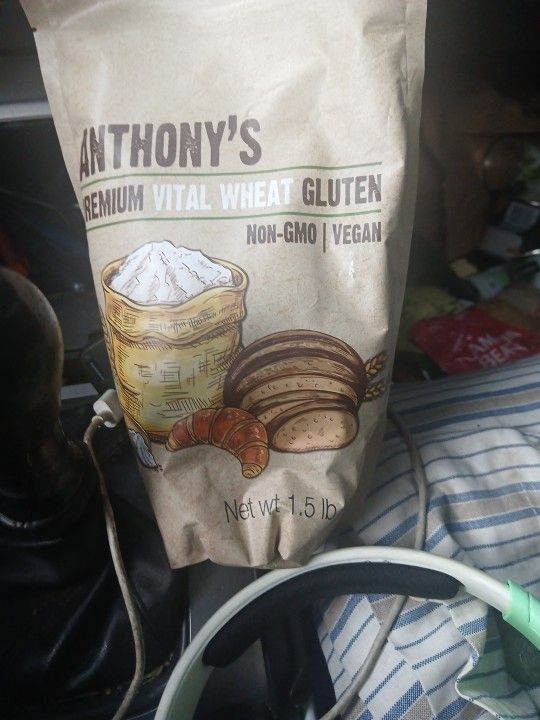 ANTHONY'S
REMIUM VITAL WHEAT GLUTEN
NON-GMO | VEGAN
Net wt 1.5 lb